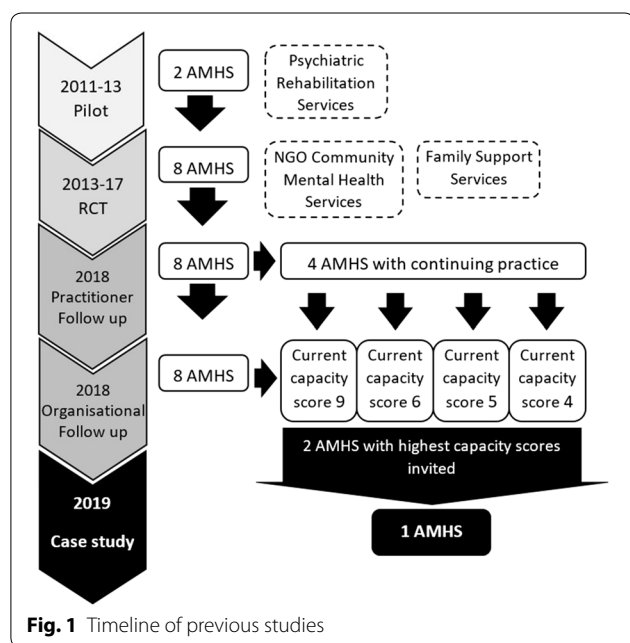 2011-13
Pilot
2 AMHS
Psychiatric
Rehabilitation
Services
2013-17
RCT
8 AMHS
NGO Community
Mental Health
Services
Family Support
Services
2018
Practitioner
Follow up
8 AMHS
4 AMHS with continuing practice
2018
Organisational
Follow up
8 AMHS
Current
capacity
score 9
Current
capacity
score 6
Current
capacity
score 5
Current
capacity
score 4
2 AMHS with highest capacity scores
invited
2019
Case study
1 AMHS
Fig. 1 Timeline of previous studies